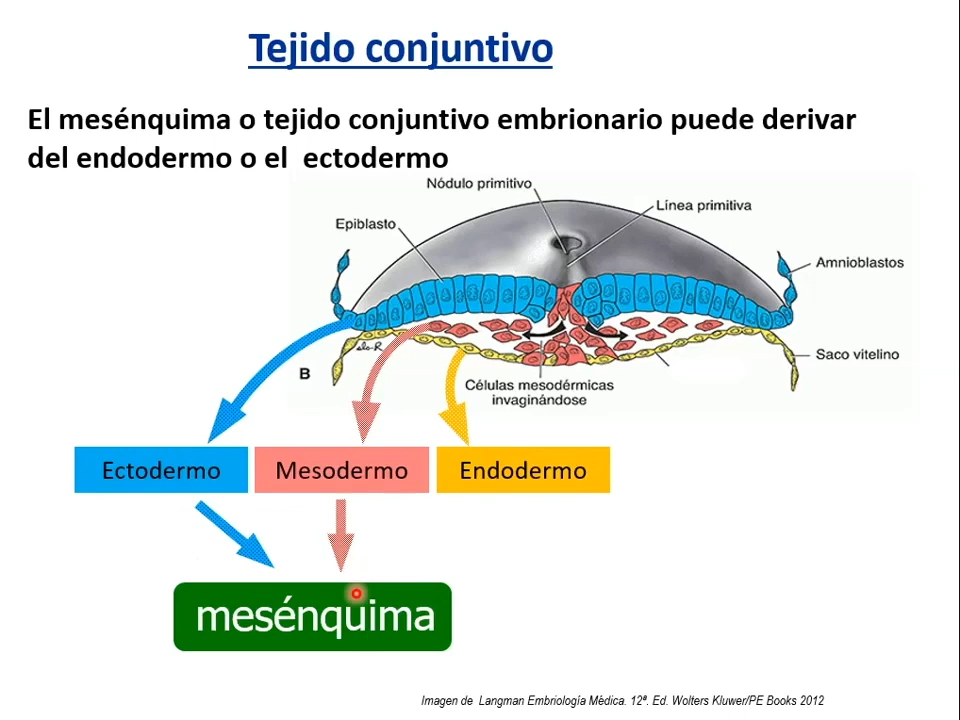 Tejido conjuntivo
El mesénquima o tejido conjuntivo embrionario puede derivar
del endodermo o el ectodermo
Nódulo primitivo
Línea primitiva
Epiblasto
Amnioblastos
Saco vitelino
B
Células mesodérmicas
invaginándose
Ectodermo
Mesodermo
Endodermo
mesénquima
Imagen de Langman Embriología Médica. 12ª. Ed. Wolters Kluwer/PE Books 2012